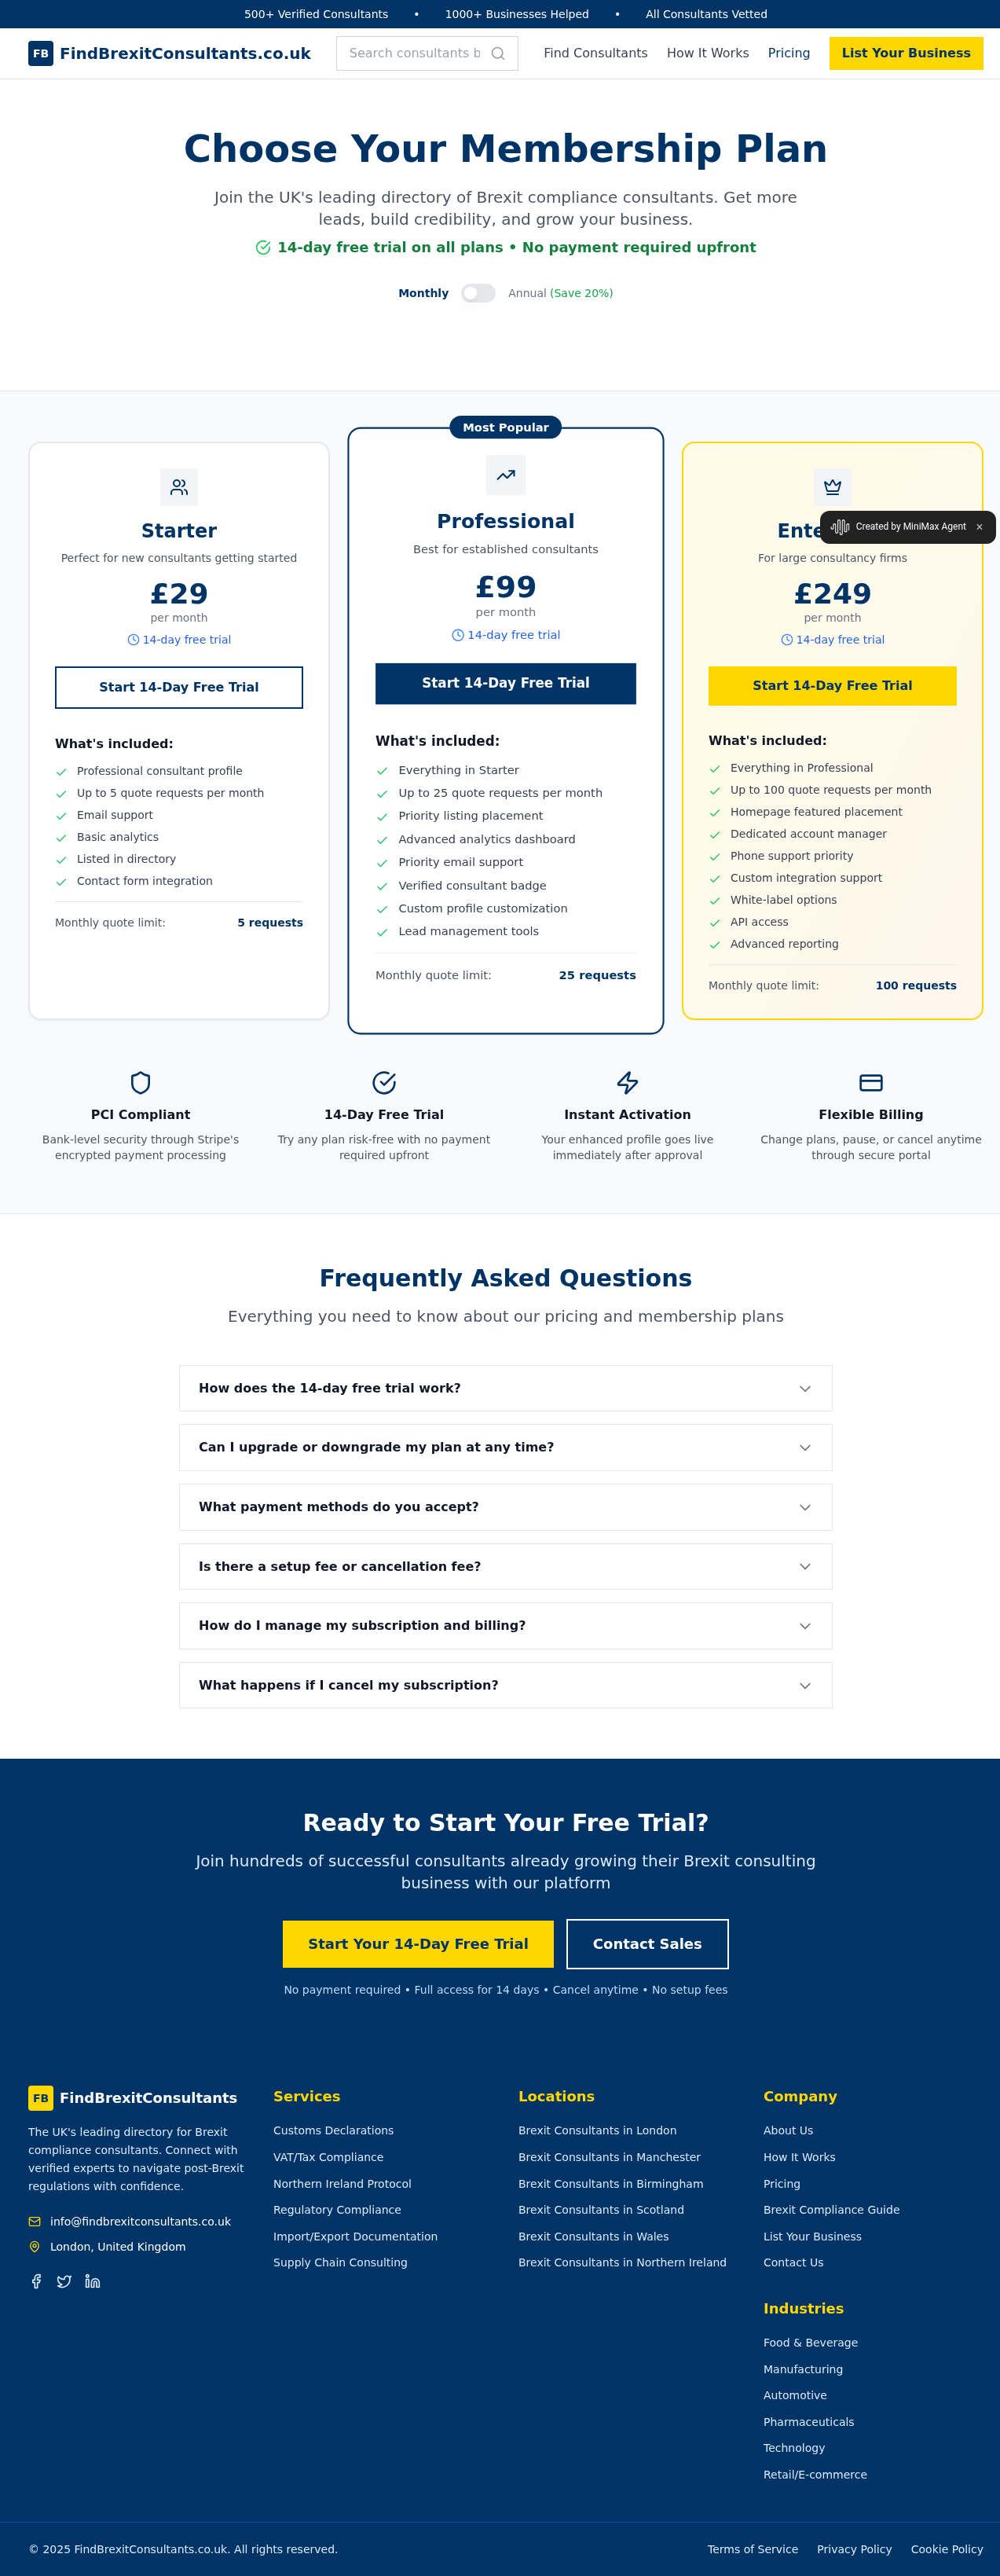 500+ Verified Consultants • 1000+ Businesses Helped • All Consultants Vetted
FB FindBrexitConsultants.co.uk
Search consultants b
Find Consultants How It Works Pricing List Your Business
Choose Your Membership Plan
Join the UK's leading directory of Brexit compliance consultants. Get more
leads, build credibility, and grow your business.
14-day free trial on all plans • No payment required upfront
Monthly Annual (Save 20%)
Starter
Perfect for new consultants getting started
£29
per month
14-day free trial
Start 14-Day Free Trial
What's included:
Professional consultant profile
Up to 5 quote requests per month
Email support
Basic analytics
Listed in directory
Contact form integration
Monthly quote limit: 5 requests
Most Popular
Professional
Best for established consultants
£99
per month
14-day free trial
Start 14-Day Free Trial
What's included:
Everything in Starter
Up to 25 quote requests per month
Priority listing placement
Advanced analytics dashboard
Priority email support
Verified consultant badge
Custom profile customization
Lead management tools
Monthly quote limit: 25 requests
Created by MiniMax Agent ×
For large consultancy firms
£249
per month
14-day free trial
Start 14-Day Free Trial
What's included:
Everything in Professional
Up to 100 quote requests per month
Homepage featured placement
Dedicated account manager
Phone support priority
Custom integration support
White-label options
API access
Advanced reporting
Monthly quote limit: 100 requests
PCI Compliant
Bank-level security through Stripe's
encrypted payment processing
14-Day Free Trial
Try any plan risk-free with no payment
required upfront
Instant Activation
Your enhanced profile goes live
immediately after approval
Flexible Billing
Change plans, pause, or cancel anytime
through secure portal
Frequently Asked Questions
Everything you need to know about our pricing and membership plans
How does the 14-day free trial work?
Can I upgrade or downgrade my plan at any time?
What payment methods do you accept?
Is there a setup fee or cancellation fee?
How do I manage my subscription and billing?
What happens if I cancel my subscription?
Ready to Start Your Free Trial?
Join hundreds of successful consultants already growing their Brexit consulting
business with our platform
Start Your 14-Day Free Trial Contact Sales
No payment required • Full access for 14 days • Cancel anytime • No setup fees
FB FindBrexitConsultants
The UK's leading directory for Brexit
compliance consultants. Connect with
verified experts to navigate post-Brexit
regulations with confidence.
info@findbrexitconsultants.co.uk
London, United Kingdom
Services
Customs Declarations
VAT/Tax Compliance
Northern Ireland Protocol
Regulatory Compliance
Import/Export Documentation
Supply Chain Consulting
Locations
Brexit Consultants in London
Brexit Consultants in Manchester
Brexit Consultants in Birmingham
Brexit Consultants in Scotland
Brexit Consultants in Wales
Brexit Consultants in Northern Ireland
Company
About Us
How It Works
Pricing
Brexit Compliance Guide
List Your Business
Contact Us
Industries
Food & Beverage
Manufacturing
Automotive
Pharmaceuticals
Technology
Retail/E-commerce
© 2025 FindBrexitConsultants.co.uk. All rights reserved.
Terms of Service Privacy Policy Cookie Policy